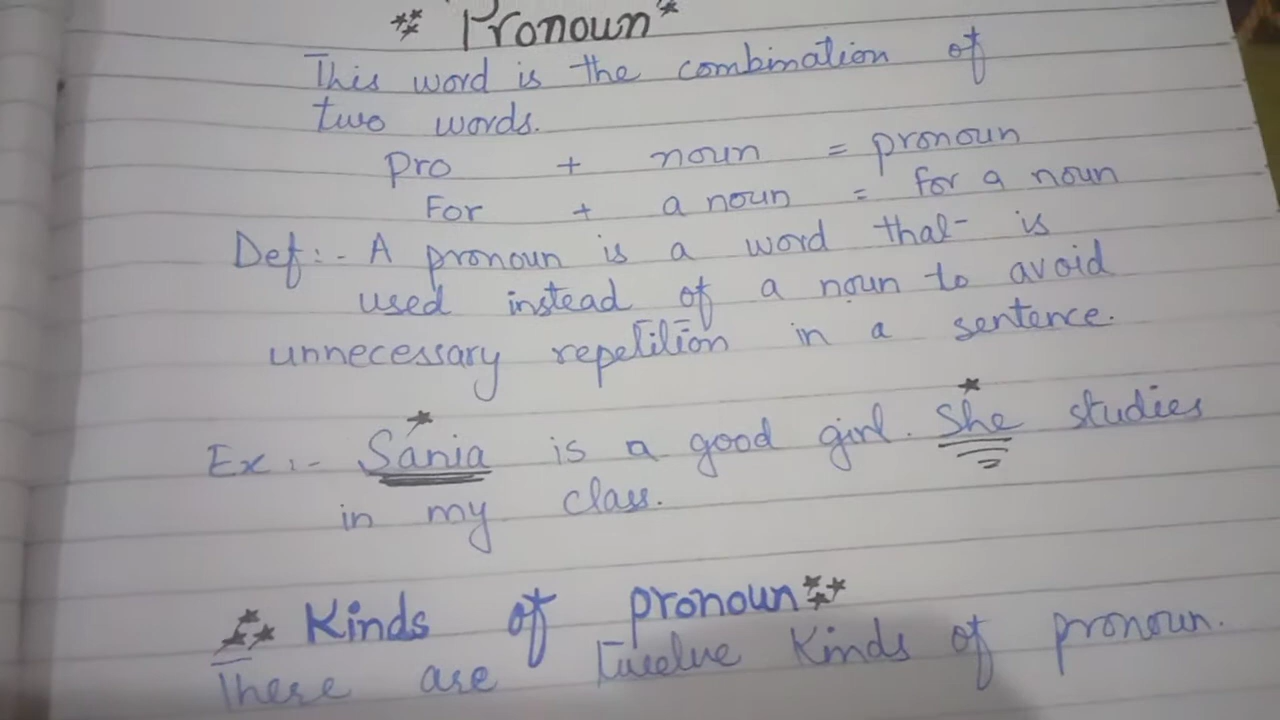 Pronoun
This word is the combination of
two words.
Pro + noun = pronoun
For + a noun = for a noun
Def:- A pronoun is a word that is
used instead of a noun to avoid
unnecessary repetition in a sentence.
Ex:- Sania is a good girl. She studies
in my class.
Kinds of pronoun
There are twelve kinds of pronoun.